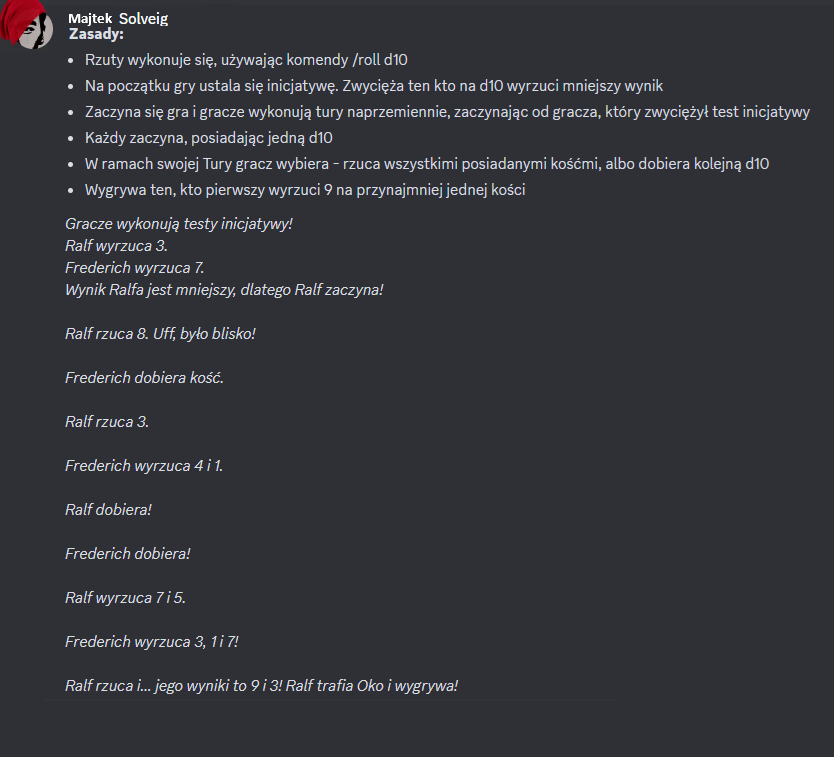 Majtek Solveig
Zasady:
• Rzuty wykonuje się, używając komendy /roll d10
• Na początku gry ustala się inicjatywę. Zwycięża ten kto na d10 wyrzuci mniejszy wynik
• Zaczyna się gra i gracze wykonują tury naprzemiennie, zaczynając od gracza, który zwyciężył test inicjatywy
• Każdy zaczyna, posiadając jedną d10
• W ramach swojej Tury gracz wybiera - rzuca wszystkimi posiadanymi kośćmi, albo dobiera kolejną d10
• Wygrywa ten, kto pierwszy wyrzuci 9 na przynajmniej jednej kości
Gracze wykonują testy inicjatywy!
Ralf wyrzuca 3.
Frederich wyrzuca 7.
Wynik Ralfa jest mniejszy, dlatego Ralf zaczyna!
Ralf rzuca 8. Uff, było blisko!
Frederich dobiera kość.
Ralf rzuca 3.
Frederich wyrzuca 4 i 1.
Ralf dobiera!
Frederich dobiera!
Ralf wyrzuca 7 i 5.
Frederich wyrzuca 3, 1 i 7!
Ralf rzuca i... jego wyniki to 9 i 3! Ralf trafia Oko i wygrywa!